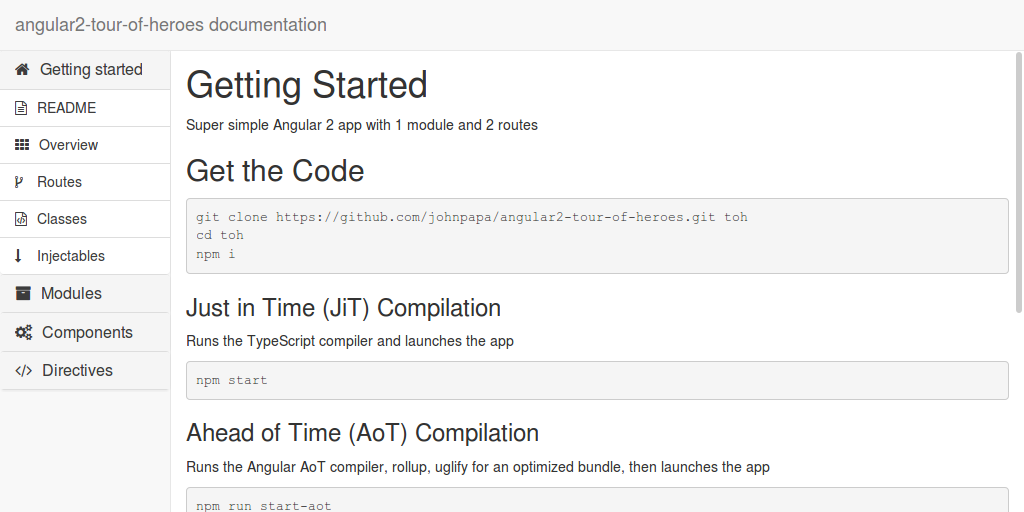 angular2-tour-of-heroes documentation
Getting started
README
Overview
Routes
Classes
Injectables
Modules
Components
Directives
Getting Started
Super simple Angular 2 app with 1 module and 2 routes
Get the Code
git clone https://github.com/johnpapa/angular2-tour-of-heroes.git toh
cd toh
npm i
Just in Time (JiT) Compilation
Runs the TypeScript compiler and launches the app
npm start
Ahead of Time (AoT) Compilation
Runs the Angular AoT compiler, rollup, uglify for an optimized bundle, then launches the app
npm run start-aot